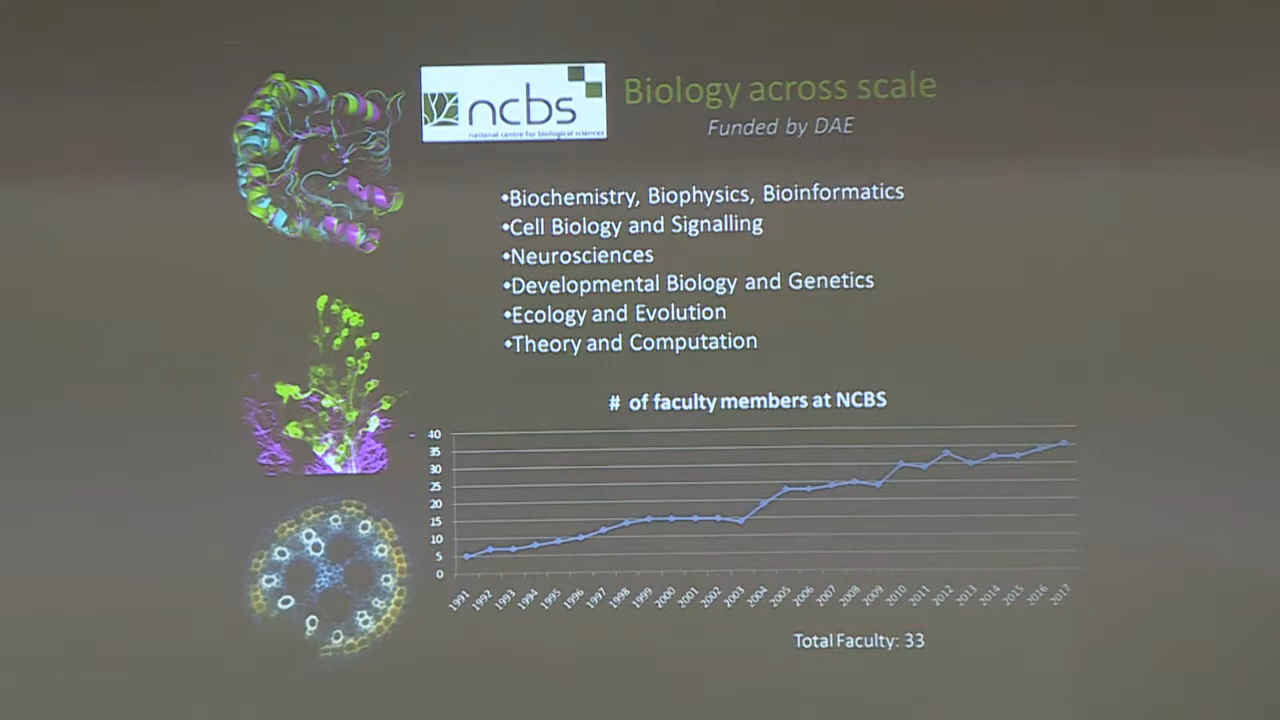 ncbs
national centre for biological sciences
Biology across scale
Funded by DAE
•Biochemistry, Biophysics, Bioinformatics
•Cell Biology and Signalling
•Neurosciences
•Developmental Biology and Genetics
•Ecology and Evolution
•Theory and Computation
# of faculty members at NCBS
40
35
30
25
20
15
10
5
0
1991 1992 1993 1994 1995 1996 1997 1998 1999 2000 2001 2002 2003 2004 2005 2006 2007 2008 2009 2010 2011 2012 2013 2014 2015 2016 2017
Total Faculty: 33